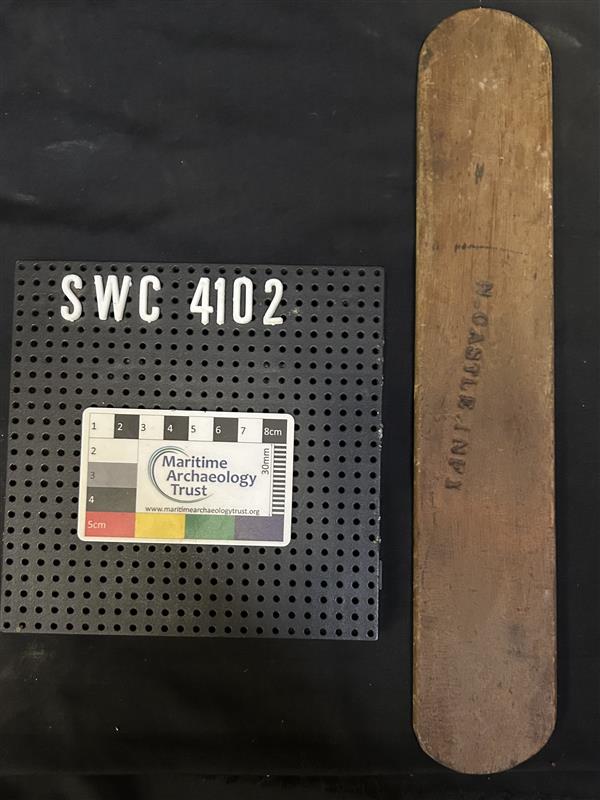 SWC 4102
1 2 3 4 5 6 7 8cm
2
3
4
5cm
30mm
Maritime
Archaeology
Trust
www.maritimearchaeologytrust.org
N.CASTLE.INPT